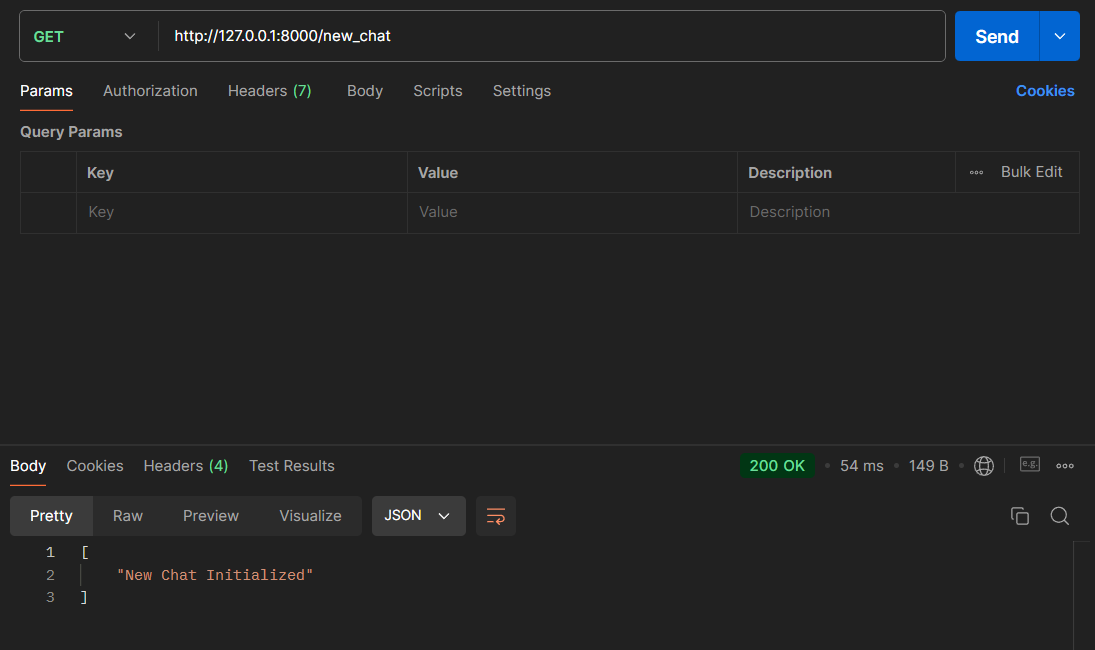 GET http://127.0.0.1:8000/new_chat Send
Params Authorization Headers (7) Body Scripts Settings Cookies
Query Params
Key Value Description Bulk Edit
Key Value Description
Body Cookies Headers (4) Test Results 200 OK 54 ms 149 B e.g.
Pretty Raw Preview Visualize JSON
1 [
2 "New Chat Initialized"
3 ]